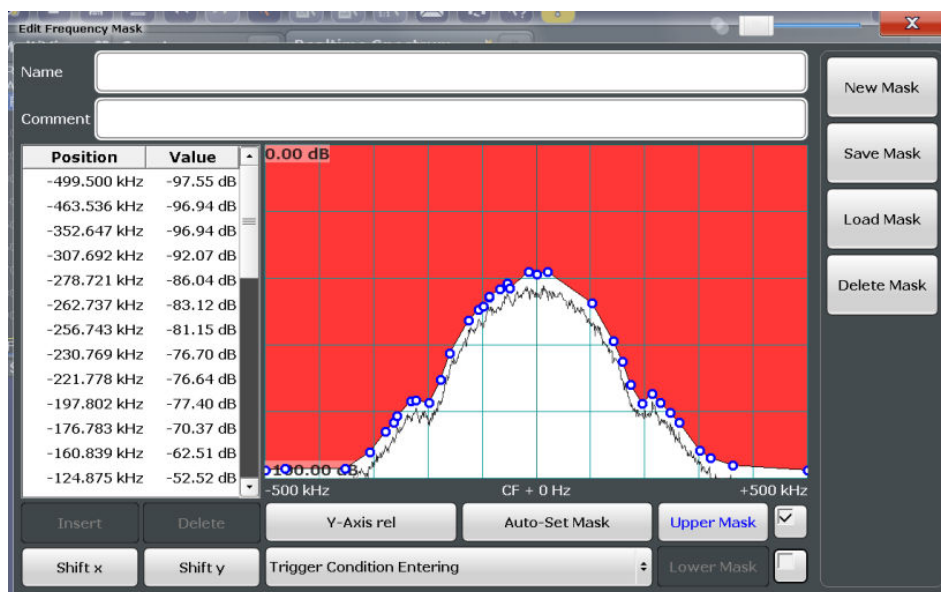 Edit Frequency Mask
Name
New Mask
Comment
Position Value
0.00 dB
Save Mask
-499.500 kHz -97.55 dB
-463.536 kHz -96.94 dB
-352.647 kHz -96.94 dB
Load Mask
-307.692 kHz -92.07 dB
-278.721 kHz -86.04 dB
Delete Mask
-262.737 kHz -83.12 dB
-256.743 kHz -81.15 dB
-230.769 kHz -76.70 dB
-221.778 kHz -76.64 dB
-197.802 kHz -77.40 dB
-176.783 kHz -70.37 dB
-160.839 kHz -62.51 dB
-124.875 kHz -52.52 dB
-100.00 dB
-500 kHz CF + 0 Hz +500 kHz
Insert Delete Y-Axis rel Auto-Set Mask Upper Mask
Shift x Shift y Trigger Condition Entering Lower Mask